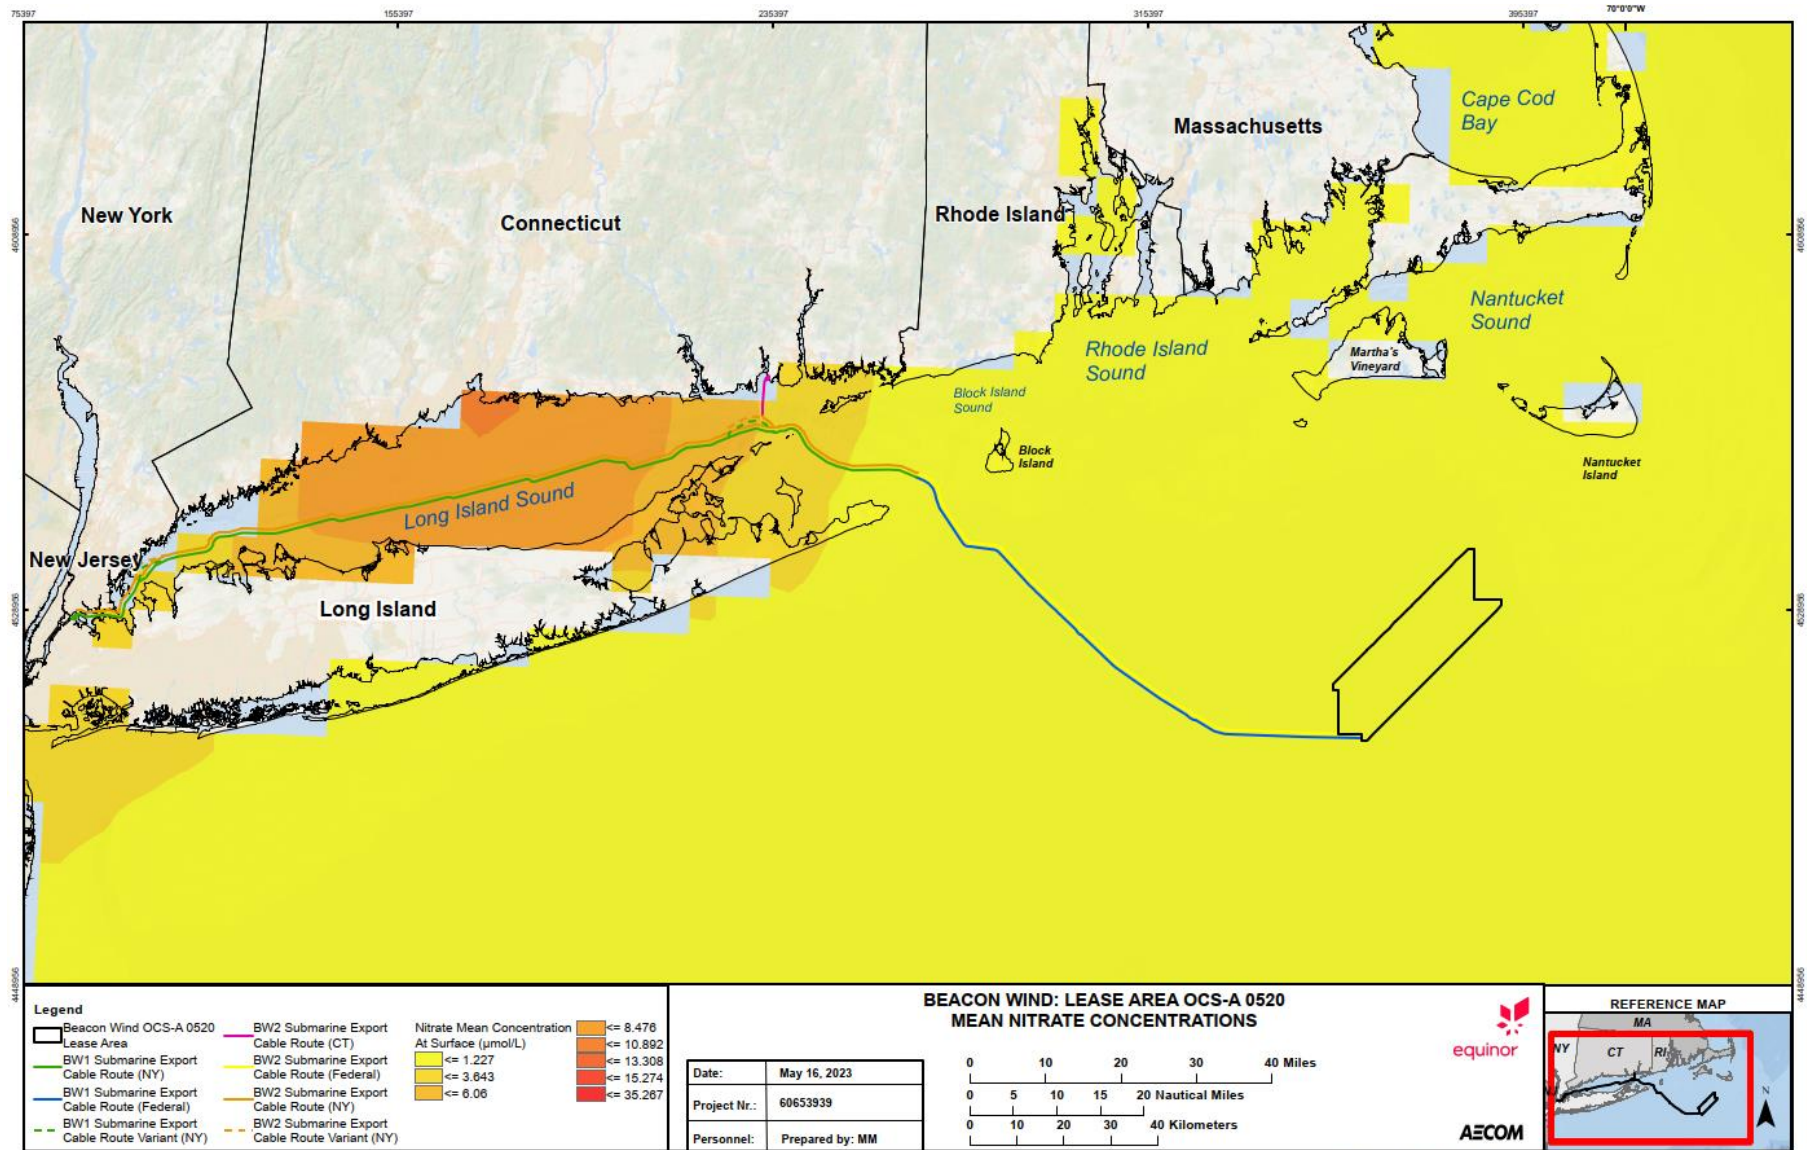 75397
155397
235397
315397
395397
70°0'0"W
4608956
4608956
4528956
4528956
4448956
4448956
Cape Cod
Bay
Massachusetts
New York
Connecticut
Rhode Island
Nantucket
Sound
Rhode Island
Sound
Martha's
Vineyard
Block Island
Sound
Block
Island
Nantucket
Island
Long Island Sound
New Jersey
Long Island
Legend
Beacon Wind OCS-A 0520
Lease Area
BW1 Submarine Export
Cable Route (NY)
BW1 Submarine Export
Cable Route (Federal)
BW1 Submarine Export
Cable Route Variant (NY)
BW2 Submarine Export
Cable Route (CT)
BW2 Submarine Export
Cable Route (Federal)
BW2 Submarine Export
Cable Route (NY)
BW2 Submarine Export
Cable Route Variant (NY)
Nitrate Mean Concentration
At Surface (µmol/L)
<= 1.227
<= 3.643
<= 6.06
<= 8.476
<= 10.892
<= 13.308
<= 15.274
<= 35.267
BEACON WIND: LEASE AREA OCS-A 0520
MEAN NITRATE CONCENTRATIONS
Date: May 16, 2023
Project Nr.: 60653939
Personnel: Prepared by: MM
0 10 20 30 40 Miles
0 5 10 15 20 Nautical Miles
0 10 20 30 40 Kilometers
equinor
AECOM
REFERENCE MAP
MA
NY
CT
RI
N